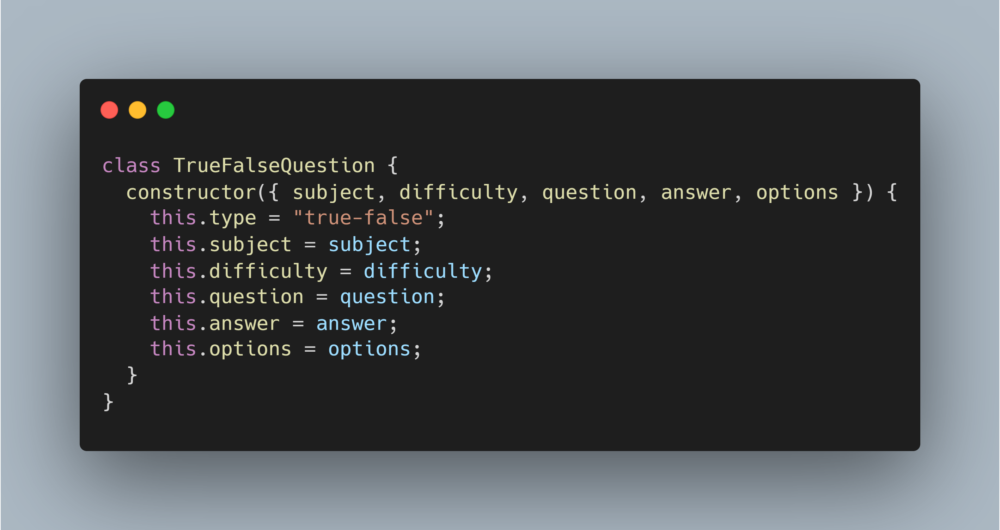 class TrueFalseQuestion {
  constructor({ subject, difficulty, question, answer, options }) {
    this.type = "true-false";
    this.subject = subject;
    this.difficulty = difficulty;
    this.question = question;
    this.answer = answer;
    this.options = options;
  }
}